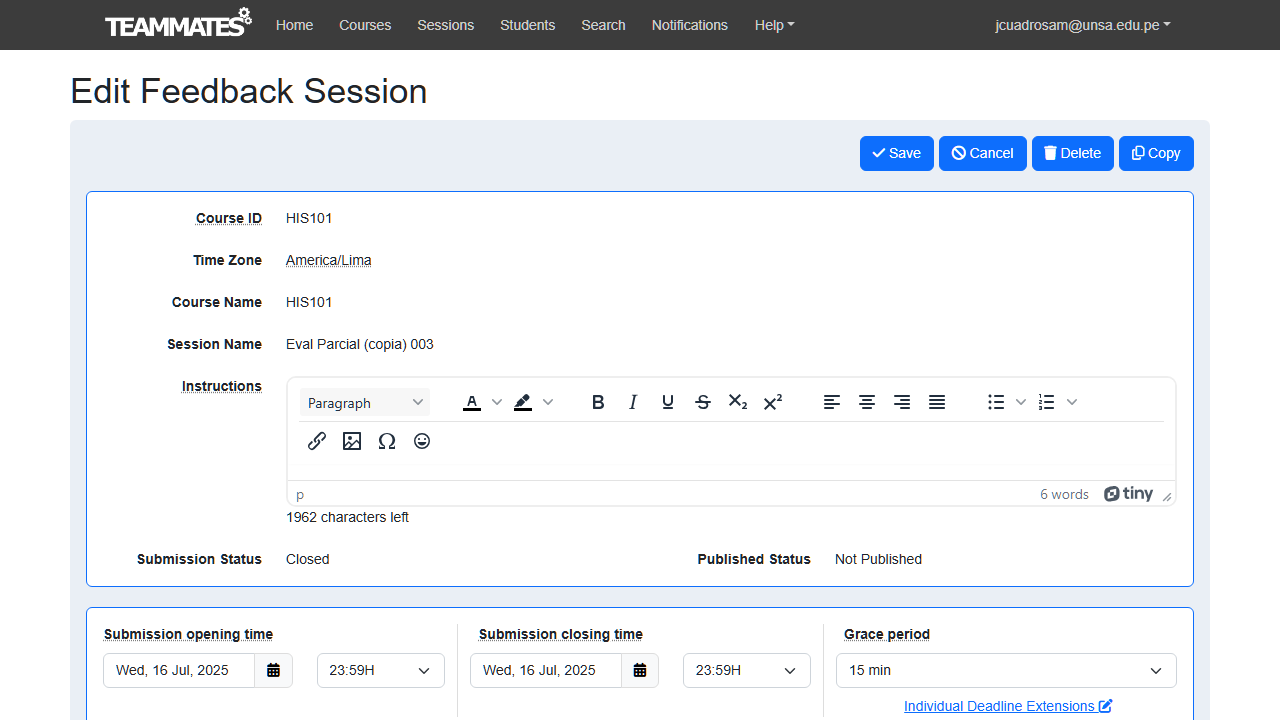 TEAMMATES Home Courses Sessions Students Search Notifications Help jcuadrosam@unsa.edu.pe
Edit Feedback Session
Save Cancel Delete Copy
Course ID HIS101
Time Zone America/Lima
Course Name HIS101
Session Name Eval Parcial (copia) 003
Instructions
Paragraph
p 6 words tiny
1962 characters left
Submission Status Closed Published Status Not Published
Submission opening time Submission closing time Grace period
Wed, 16 Jul, 2025 23:59H Wed, 16 Jul, 2025 23:59H 15 min
Individual Deadline Extensions